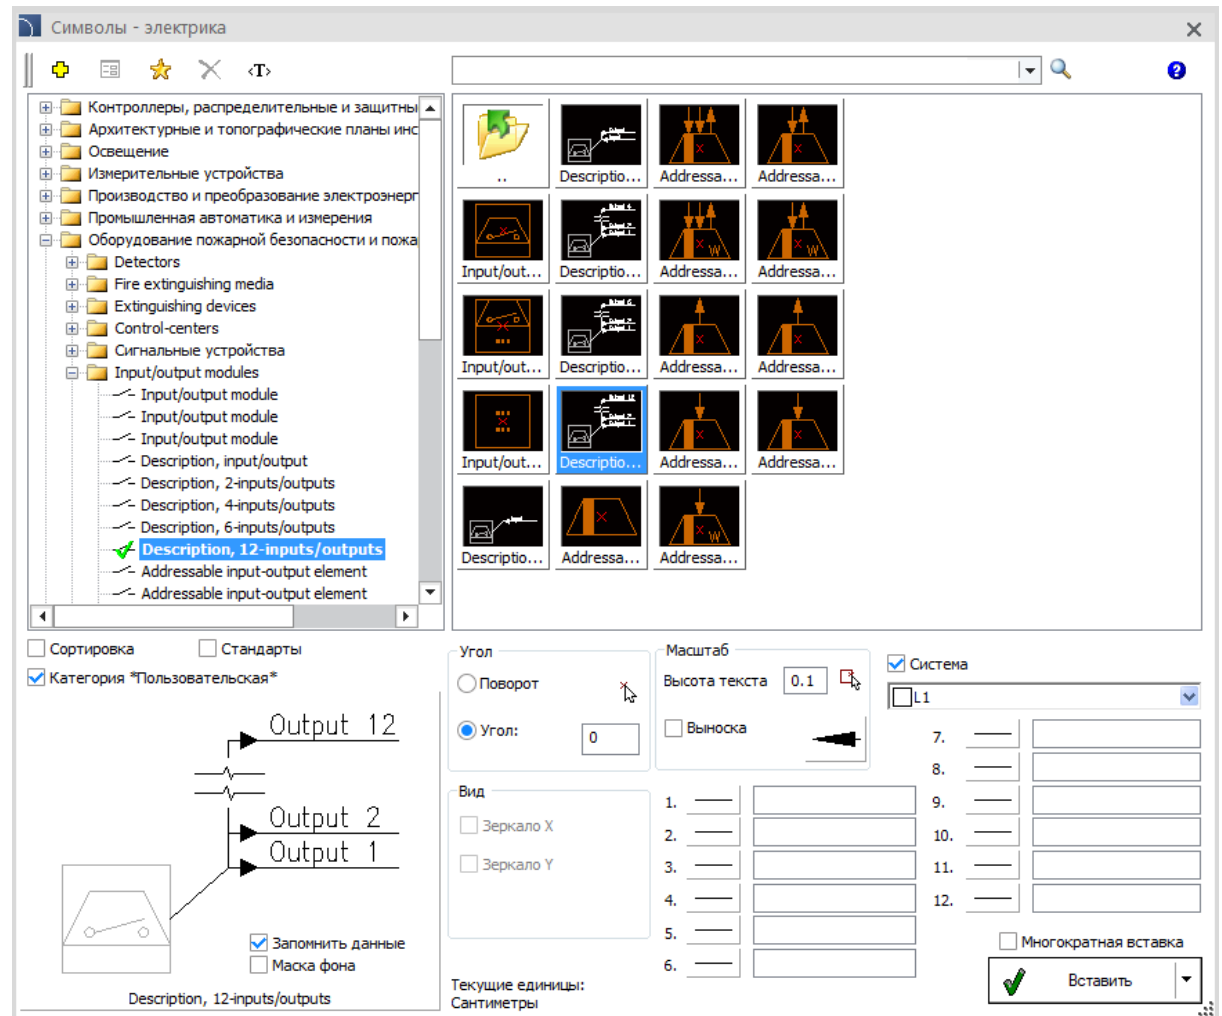 Символы - электрика
<T>
Контроллеры, распределительные и защитны
Архитектурные и топографические планы инс
Освещение
Измерительные устройства
Производство и преобразование электроэнерг
Промышленная автоматика и измерения
Оборудование пожарной безопасности и пожа
Detectors
Fire extinguishing media
Extinguishing devices
Control-centers
Сигнальные устройства
Input/output modules
Input/output module
Input/output module
Input/output module
Description, input/output
Description, 2-inputs/outputs
Description, 4-inputs/outputs
Description, 6-inputs/outputs
Description, 12-inputs/outputs
Addressable input-output element
Addressable input-output element
.. Descriptio... Addressa... Addressa...
Input/out... Descriptio... Addressa... Addressa...
Input/out... Descriptio... Addressa... Addressa...
Input/out... Descriptio... Addressa... Addressa...
Descriptio... Addressa... Addressa...
Сортировка Стандарты
Категория *Пользовательская*
Output 12
Output 2
Output 1
Запомнить данные
Маска фона
Description, 12-inputs/outputs
Угол
Поворот
Угол: 0
Масштаб
Высота текста 0.1
Выноска
Система
L1
Вид
Зеркало X
Зеркало Y
1.
2.
3.
4.
5.
6.
7.
8.
9.
10.
11.
12.
Текущие единицы:
Сантиметры
Многократная вставка
Вставить